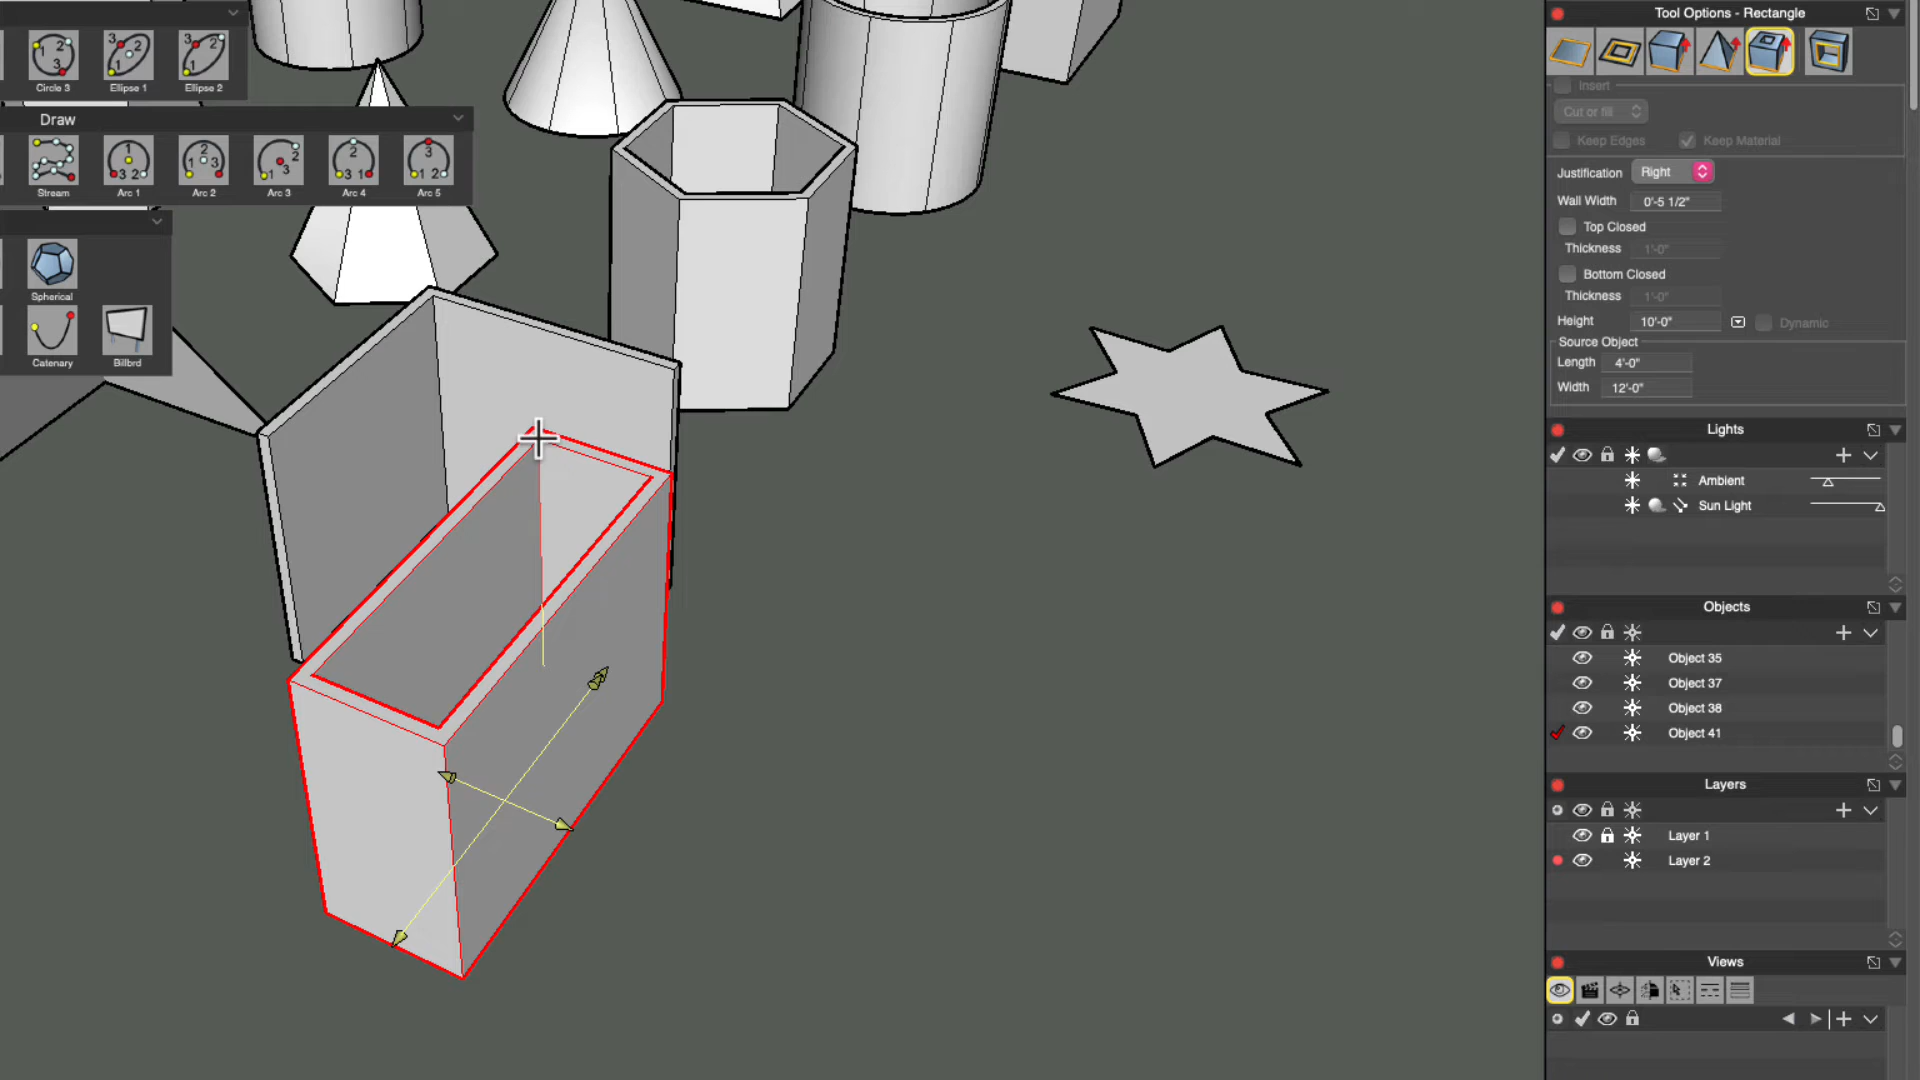 Circle 3
Ellipse 1
Ellipse 2
Draw
Stream
Arc 1
Arc 2
Arc 3
Arc 4
Arc 5
Spherical
Catenary
Billbrd
Tool Options - Rectangle
Insert
Cut or fill
Keep Edges
Keep Material
Justification Right
Wall Width 0'-5 1/2"
Top Closed
Thickness 1'-0"
Bottom Closed
Thickness 1'-0"
Height 10'-0" Dynamic
Source Object
Length 4'-0"
Width 12'-0"
Lights
Ambient
Sun Light
Objects
Object 35
Object 37
Object 38
Object 41
Layers
Layer 1
Layer 2
Views